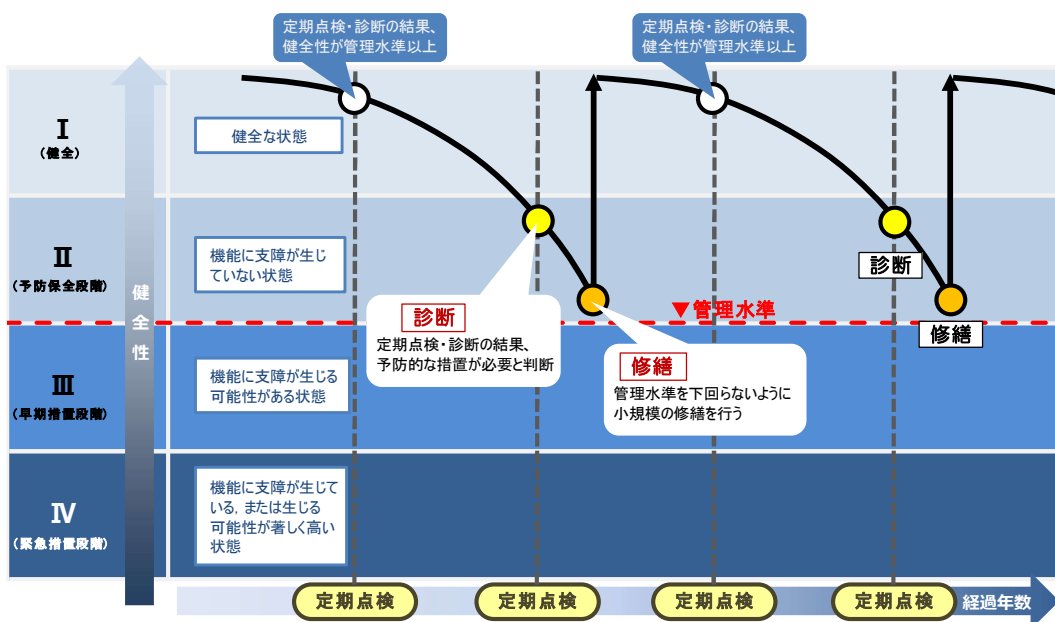 定期点検・診断の結果、
健全性が管理水準以上
定期点検・診断の結果、
健全性が管理水準以上
Ⅰ
（健全）
健全な状態
Ⅱ
（予防保全段階）
機能に支障が生じ
ていない状態
健全性
診断
定期点検・診断の結果、
予防的な措置が必要と判断
▼管理水準
診断
修繕
修繕
管理水準を下回らないように
小規模の修繕を行う
Ⅲ
（早期措置段階）
機能に支障が生じる
可能性がある状態
Ⅳ
（緊急措置段階）
機能に支障が生じて
いる，または生じる
可能性が著しく高い
状態
定期点検
定期点検
定期点検
定期点検
経過年数